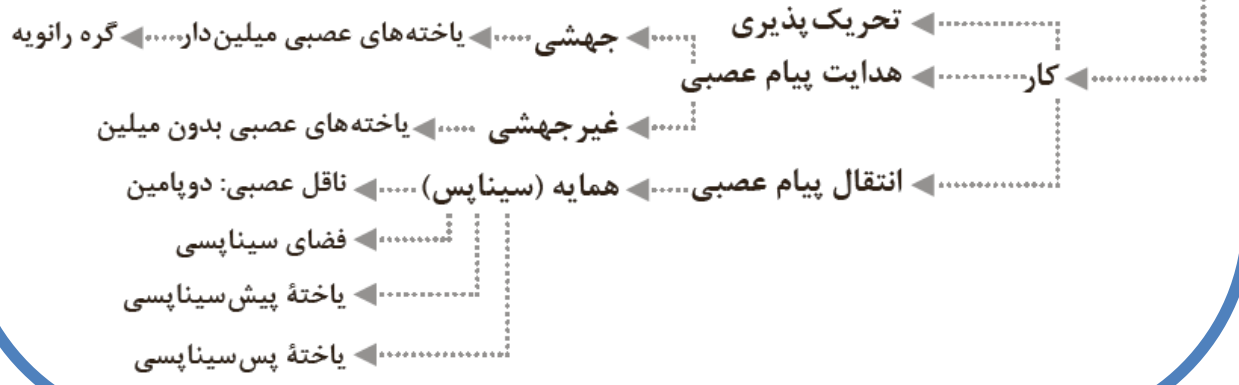 تحریک‌پذیری
جهشی یاخته‌های عصبی میلین‌دار گره رانویه
کار هدایت پیام عصبی
غیرجهشی یاخته‌های عصبی بدون میلین
انتقال پیام عصبی همایه (سیناپس) ناقل عصبی: دوپامین
فضای سیناپسی
یاختهٔ پیش‌سیناپسی
یاختهٔ پس‌سیناپسی